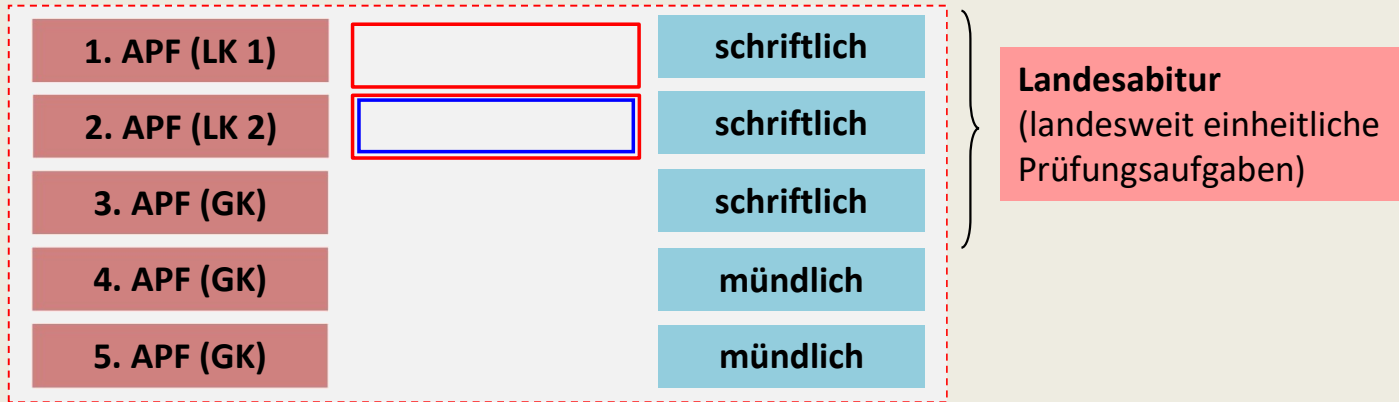 1. APF (LK 1) schriftlich
2. APF (LK 2) schriftlich
3. APF (GK) schriftlich
4. APF (GK) mündlich
5. APF (GK) mündlich
Landesabitur
(landesweit einheitliche
Prüfungsaufgaben)